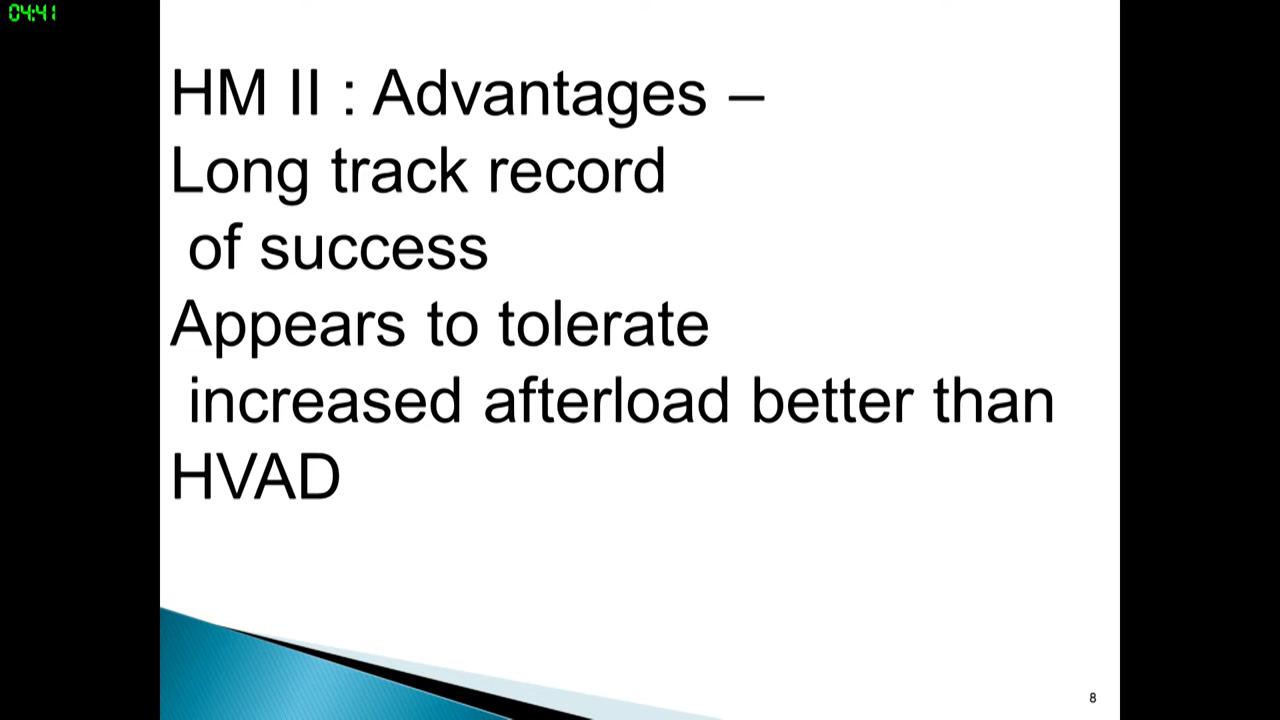 04:41
HM II : Advantages –
Long track record
of success
Appears to tolerate
increased afterload better than
HVAD
8